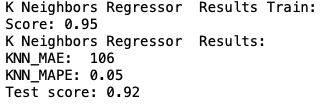 K Neighbors Regressor  Results Train:
Score: 0.95
K Neighbors Regressor  Results:
KNN_MAE:  106
KNN_MAPE: 0.05
Test score: 0.92